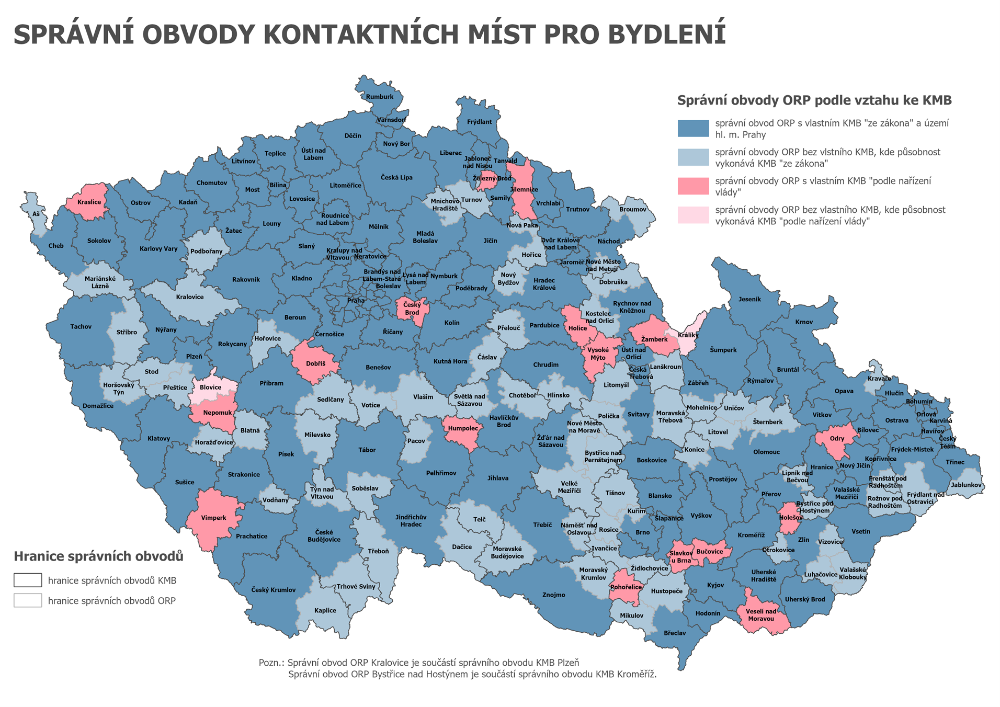 SPRÁVNÍ OBVODY KONTAKTNÍCH MÍST PRO BYDLENÍ
Správní obvody ORP podle vztahu ke KMB
správní obvod ORP s vlastním KMB "ze zákona" a území
hl. m. Prahy
správní obvody ORP bez vlstního KMB, kde působnost
vykonává KMB "ze zákona"
správní obvody ORP s vlastním KMB "podle nařízení
vlády"
správní obvody ORP bez vlastního KMB, kde působnost
vykonává KMB "podle nařízení vlády"
Rumburk
Varnsdorf
Frýdlant
Děčín
Nový Bor
Ústí nad
Labem
Teplice
Liberec
Litvínov
Jablonec
nad Nisou
Tanvald
Česká Lípa
Železný Brod
Chomutov
Bílina
Litoměřice
Most
Jilemnice
Kraslice
Ostrov
Kadaň
Lovosice
Mnichovo
Hradiště
Turnov
Semily
Vrchlabí
Trutnov
Broumov
Aš
Roudnice
nad Labem
Louny
Žatec
Mělník
Nová Paka
Mladá
Boleslav
Jičín
Dvůr Králové
nad Labem
Náchod
Cheb
Sokolov
Karlovy Vary
Podbořany
Slaný
Kralupy nad
Vltavou
Neratovice
Hořice
Jaroměř
Nové Město
nad Metují
Mariánské
Lázně
Rakovník
Kladno
Brandýs nad
Labem-Stará
Boleslav
Lysá nad
Labem
Nymburk
Poděbrady
Nový
Bydžov
Hradec
Králové
Dobruška
Kralovice
Praha
Český
Brod
Rychnov nad
Kněžnou
Jeseník
Tachov
Stříbro
Nýřany
Beroun
Kolín
Kostelec
nad Orlicí
Krnov
Hořovice
Černošice
Říčany
Přelouč
Pardubice
Holice
Žamberk
Králíky
Rokycany
Plzeň
Dobříš
Benešov
Kutná Hora
Čáslav
Chrudim
Vysoké
Mýto
Ústí nad
Orlicí
Šumperk
Stod
Horšovský
Týn
Přeštice
Blovice
Příbram
Česká
Třebová
Lanškroun
Zábřeh
Rýmařov
Bruntál
Kravaře
Litomyšl
Opava
Hlučín
Bohumín
Domažlice
Nepomuk
Sedlčany
Votice
Vlašim
Světlá nad
Sázavou
Chotěboř
Hlinsko
Polička
Svitavy
Moravská
Třebová
Mohelnice
Uničov
Šternberk
Vítkov
Ostrava
Orlová
Karviná
Havířov
Český
Těšín
Klatovy
Horažďovice
Blatná
Milevsko
Pacov
Humpolec
Havlíčkův
Brod
Nové Město
na Moravě
Žďár nad
Sázavou
Litovel
Odry
Bílovec
Písek
Tábor
Bystřice nad
Pernštejnem
Boskovice
Konice
Olomouc
Frýdek-Místek
Kopřivnice
Třinec
Hranice
Nový Jičín
Sušice
Strakonice
Pelhřimov
Jihlava
Prostějov
Lipník nad
Bečvou
Frenštát pod
Radhoštěm
Jablunkov
Vodňany
Týn nad
Vltavou
Soběslav
Velké
Meziříčí
Tišnov
Blansko
Přerov
Valašské
Meziříčí
Rožnov pod
Radhoštěm
Frýdlant nad
Ostravicí
Bystřice pod
Hostýnem
Vimperk
Jindřichův
Hradec
Telč
Třebíč
Kuřim
Šlapanice
Vyškov
Holešov
Náměšť nad
Oslavou
Rosice
Brno
Prachatice
České
Budějovice
Kroměříž
Zlín
Vsetín
Vizovice
Otrokovice
Třeboň
Dačice
Moravské
Budějovice
Ivančice
Slavkov
u Brna
Bučovice
Židlochovice
Moravský
Krumlov
Uherské
Hradiště
Luhačovice
Valašské
Klobouky
Český Krumlov
Trhové Sviny
Pohořelice
Hustopeče
Kyjov
Znojmo
Uherský Brod
Kaplice
Mikulov
Hodonín
Veselí nad
Moravou
Břeclav
Hranice správních obvodů
hranice správních obvodů KMB
hranice správních obvodů ORP
Pozn.: Správní obvod ORP Kralovice je součástí správního obvodu KMB Plzeň
Správní obvod ORP Bystřice nad Hostýnem je součástí správního obvodu KMB Kroměříž.